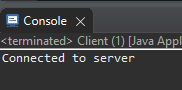 Console
<terminated> Client (1) [Java Appl
Connected to server